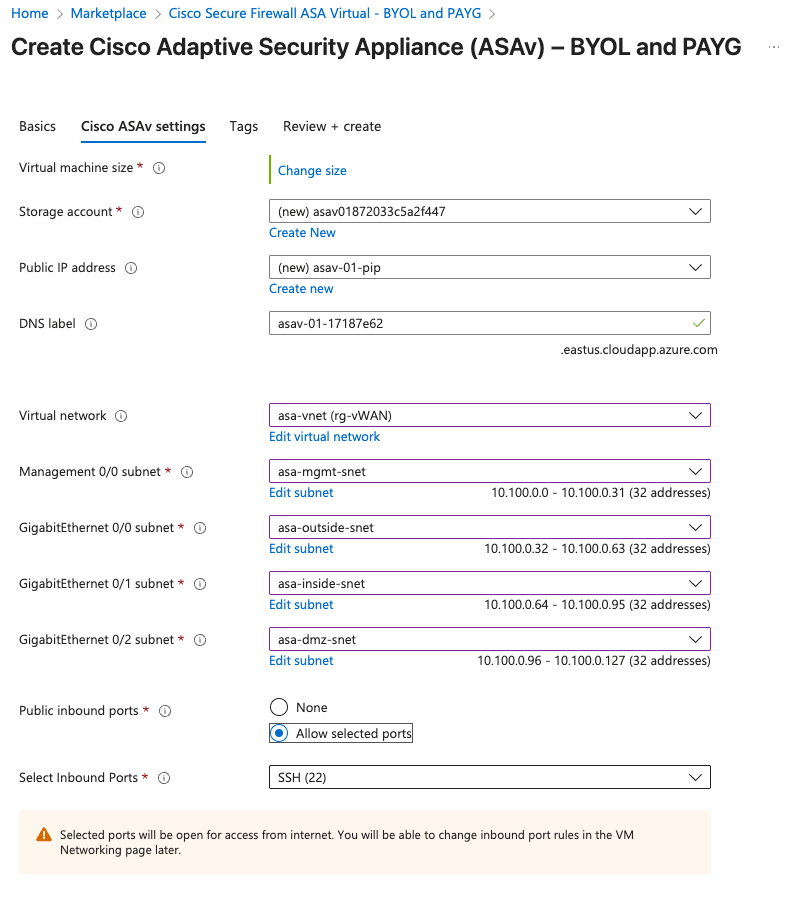 Home > Marketplace > Cisco Secure Firewall ASA Virtual - BYOL and PAYG >
Create Cisco Adaptive Security Appliance (ASAv) – BYOL and PAYG ...
Basics Cisco ASAv settings Tags Review + create
Virtual machine size * Change size
Storage account * (new) asav01872033c5a2f447
Create New
Public IP address (new) asav-01-pip
Create new
DNS label asav-01-17187e62
.eastus.cloudapp.azure.com
Virtual network asa-vnet (rg-vWAN)
Edit virtual network
Management 0/0 subnet * asa-mgmt-snet
Edit subnet 10.100.0.0 - 10.100.0.31 (32 addresses)
GigabitEthernet 0/0 subnet * asa-outside-snet
Edit subnet 10.100.0.32 - 10.100.0.63 (32 addresses)
GigabitEthernet 0/1 subnet * asa-inside-snet
Edit subnet 10.100.0.64 - 10.100.0.95 (32 addresses)
GigabitEthernet 0/2 subnet * asa-dmz-snet
Edit subnet 10.100.0.96 - 10.100.0.127 (32 addresses)
Public inbound ports * None
Allow selected ports
Select Inbound Ports * SSH (22)
Selected ports will be open for access from internet. You will be able to change inbound port rules in the VM
Networking page later.